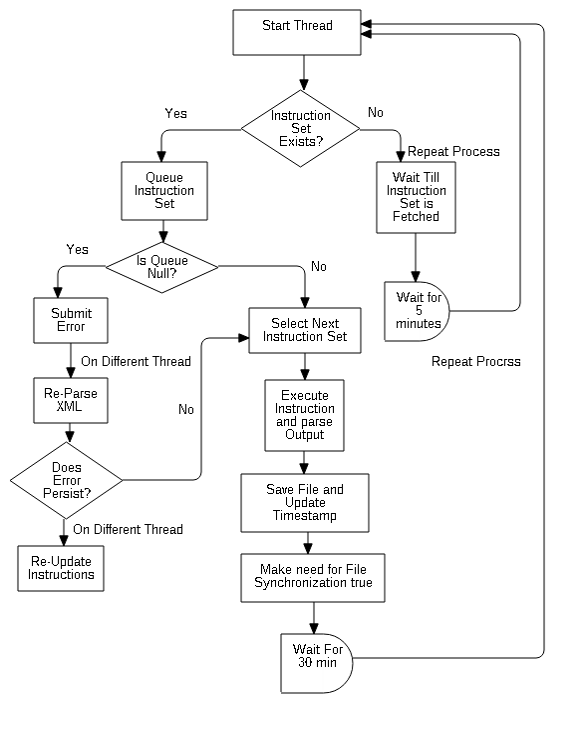 Start Thread
Instruction
Set
Exists?
Yes
No
Repeat Process
Queue
Instruction
Set
Wait Till
Instruction
Set is
Fetched
Is Queue
Null?
Yes
No
Wait for
5
minutes
Submit
Error
Select Next
Instruction Set
On Different Thread
Repeat Procrss
Re-Parse
XML
No
Execute
Instruction
and parse
Output
Does
Error
Persist?
Save File and
Update
Timestamp
On Different Thread
Re-Update
Instructions
Make need for File
Synchronization true
Wait For
30 min